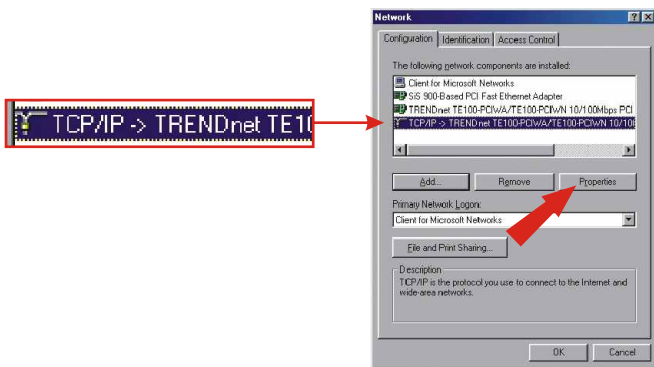 TCP/IP -> TRENDnet TE10
Network
Configuration Identification Access Control
The following network components are installed:
Client for Microsoft Networks
SiS 900-Based PCI Fast Ethernet Adapter
TRENDnet TE100-PCIWA/TE100-PCIWN 10/100Mbps PCI
TCP/IP -> TRENDnet TE100-PCIWA/TE100-PCIWN 10/100
Add... Remove Properties
Primary Network Logon:
Client for Microsoft Networks
File and Print Sharing...
Description
TCP/IP is the protocol you use to connect to the Internet and
wide-area networks.
OK Cancel